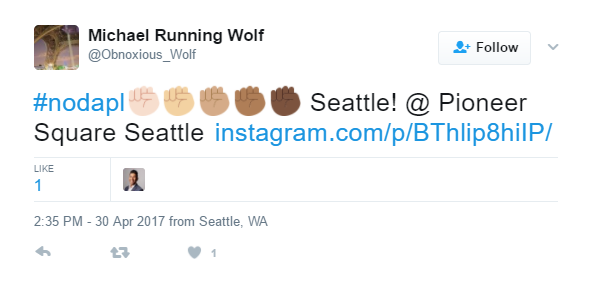 Michael Running Wolf
@Obnoxious_Wolf
Follow
#nodapl✊🏻✊🏼✊🏽✊🏾✊🏿 Seattle! @ Pioneer
Square Seattle instagram.com/p/BThlip8hiIP/
LIKE
1
2:35 PM - 30 Apr 2017 from Seattle, WA
1